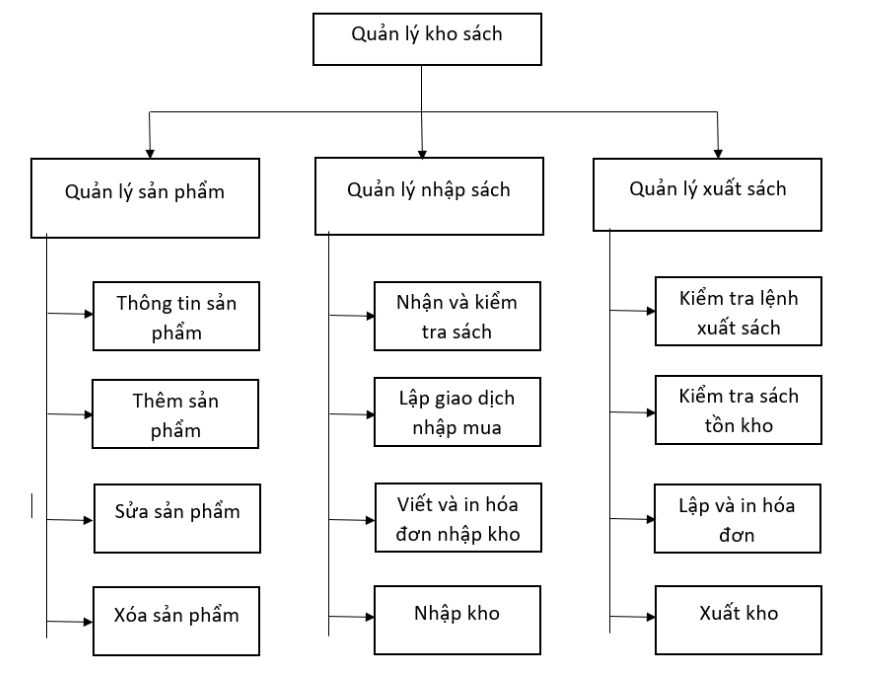 Quản lý kho sách
Quản lý sản phẩm
Thông tin sản
phẩm
Thêm sản
phẩm
Sửa sản phẩm
Xóa sản phẩm
Quản lý nhập sách
Nhận và kiểm
tra sách
Lập giao dịch
nhập mua
Viết và in hóa
đơn nhập kho
Nhập kho
Quản lý xuất sách
Kiểm tra lệnh
xuất sách
Kiểm tra sách
tồn kho
Lập và in hóa
đơn
Xuất kho